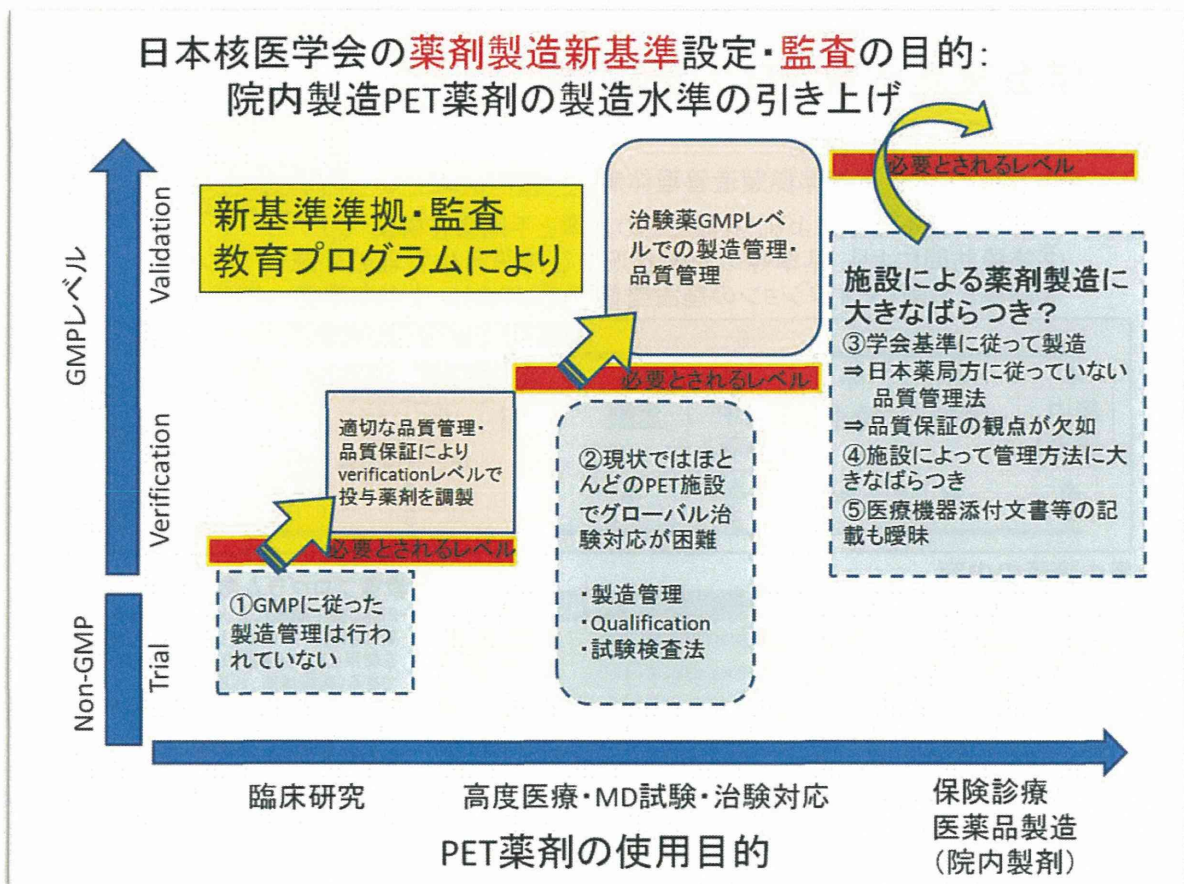 日本核医学会の薬剤製造新基準設定・監査の目的:
院内製造PET薬剤の製造水準の引き上げ
GMPレベル
Non-GMP
Validation
Verification
Trial
新基準準拠・監査
教育プログラムにより
治験薬GMPレベ
ルでの製造管理・
品質管理
必要とされるレベル
施設による薬剤製造に
大きなばらつき?
③学会基準に従って製造
⇒日本薬局方に従っていない
品質管理法
⇒品質保証の観点が欠如
④施設によって管理方法に大
きなばらつき
⑤医療機器添付文書等の記
載も曖昧
必要とされるレベル
適切な品質管理・
品質保証により
verificationレベルで
投与薬剤を調製
②現状ではほと
んどのPET施設
でグローバル治
験対応が困難
・製造管理
・Qualification
・試験検査法
必要とされるレベル
①GMPに従った
製造管理は行わ
れていない
臨床研究
高度医療・MD試験・治験対応
保険診療
医薬品製造
(院内製剤)
PET薬剤の使用目的